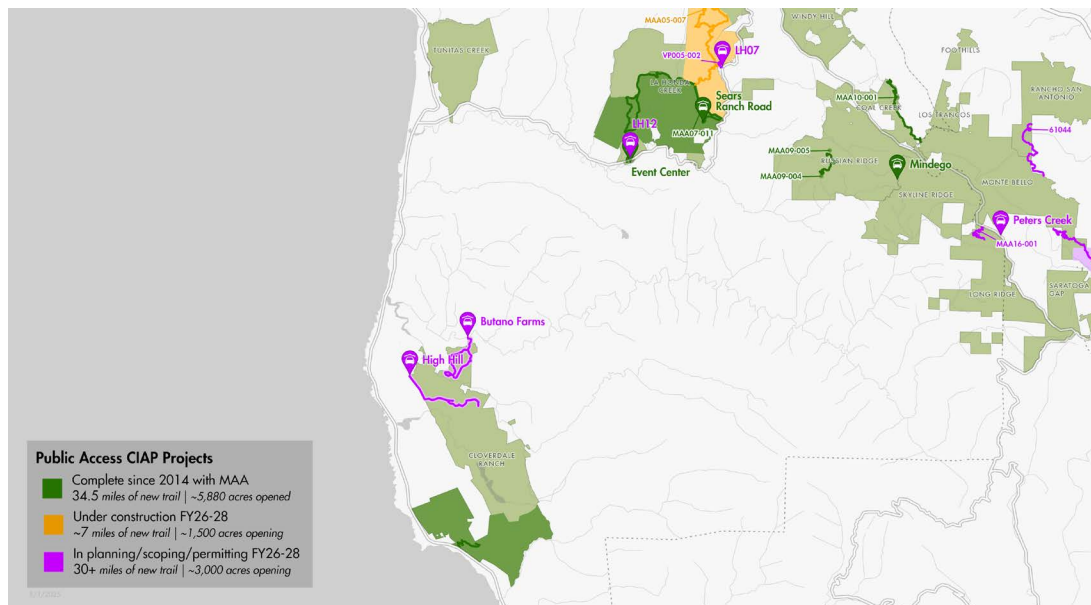 MAA05-007
WINDY HILL
TUNITAS CREEK
LH07
FOOTHILLS
VP005-002
LA HONDA
CREEK
Sears
Ranch Road
RANCHO SAN
ANTONIO
MAA10-001
COAL CREEK
LOS TRANCOS
LH12
MAA07-011
61044
MAA09-005
RUSSIAN RIDGE
Mindego
Event Center
MAA09-004
MONTE BELLO
SKYLINE RIDGE
Peters Creek
MAA16-001
LONG RIDGE
SARATOGA
GAP
Butano Farms
High Hill
CLOVERDALE
RANCH
Public Access CIAP Projects
Complete since 2014 with MAA
34.5 miles of new trail | ~5,880 acres opened
Under construction FY26-28
~7 miles of new trail | ~1,500 acres opening
In planning/scoping/permitting FY26-28
30+ miles of new trail | ~3,000 acres opening